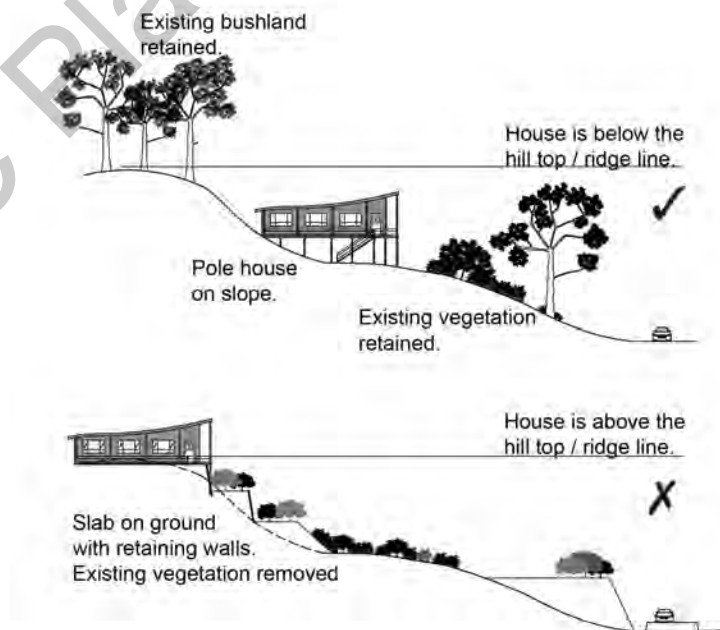 Existing bushland
retained.
House is below the
hill top / ridge line.
Pole house
on slope.
Existing vegetation
retained.
House is above the
hill top / ridge line.
Slab on ground
with retaining walls.
Existing vegetation removed